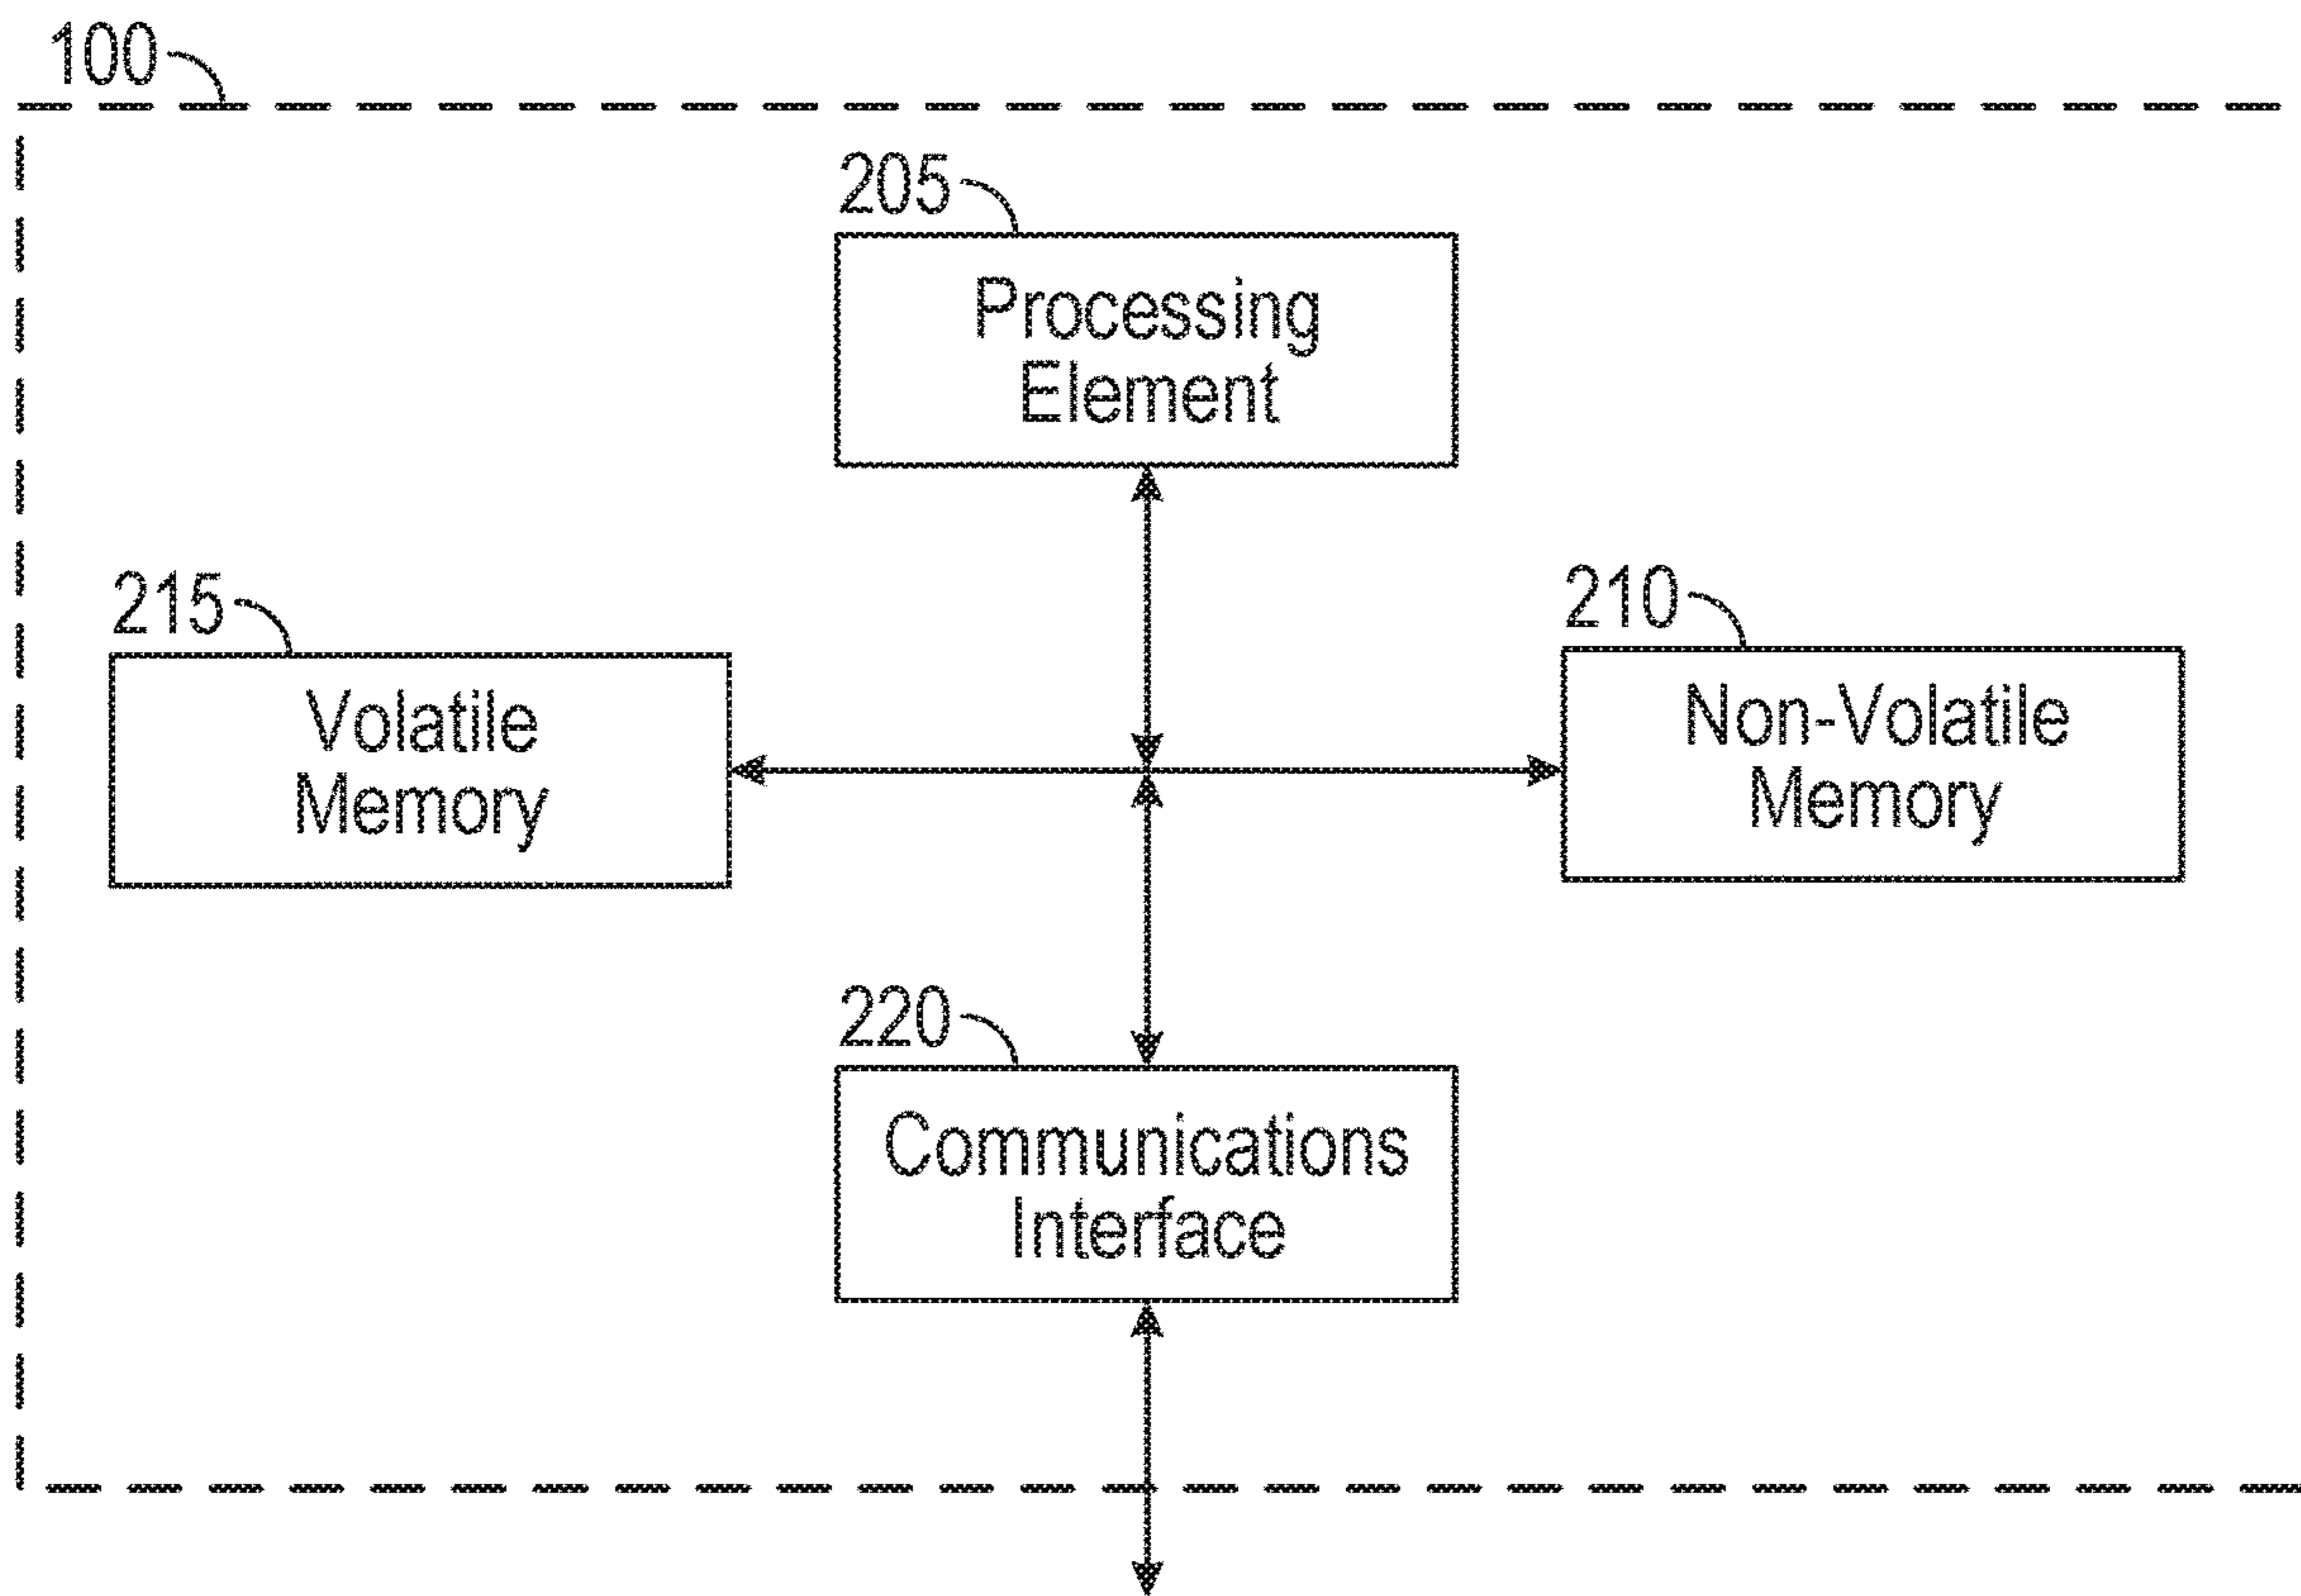 100
205
Processing
Element
215
Volatile
Memory
210
Non-Volatile
Memory
220
Communications
Interface